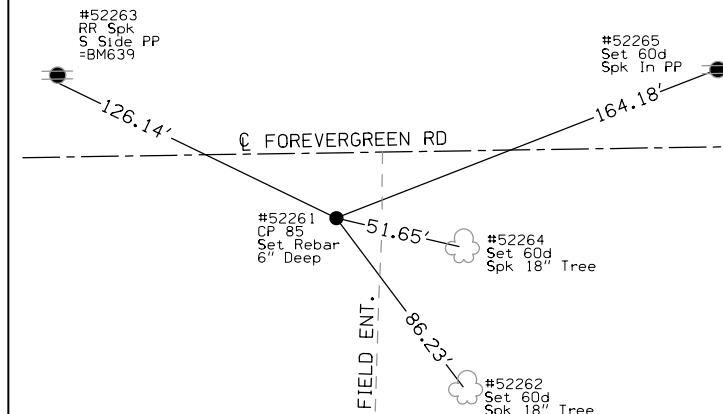 #52263
RR Spk
S Side PP
=BM639
#52265
Set 60d
Spk In PP
126.14'
164.18'
℄ FOREVERGREEN RD
#52261
CP 85
Set Rebar
6" Deep
51.65'
#52264
Set 60d
Spk 18" Tree
86.23'
FIELD ENT.
#52262
Set 60d
Spk 18" Tree